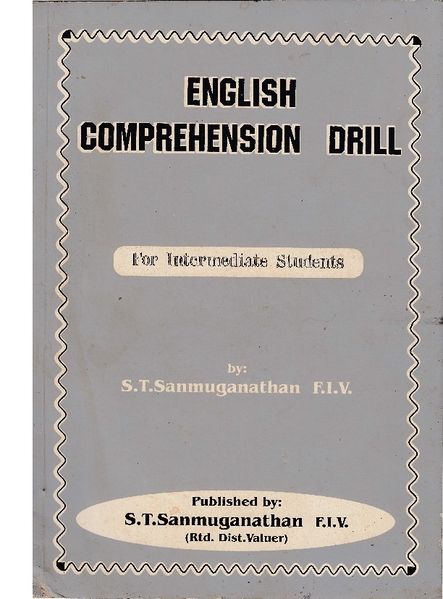 ENGLISH
COMPREHENSION DRILL
For Intermediate Students
by:
S.T.Sanmuganathan F.I.V.
Published by:
S.T.Sanmuganathan F.I.V.
(Rtd. Dist.Valuer)